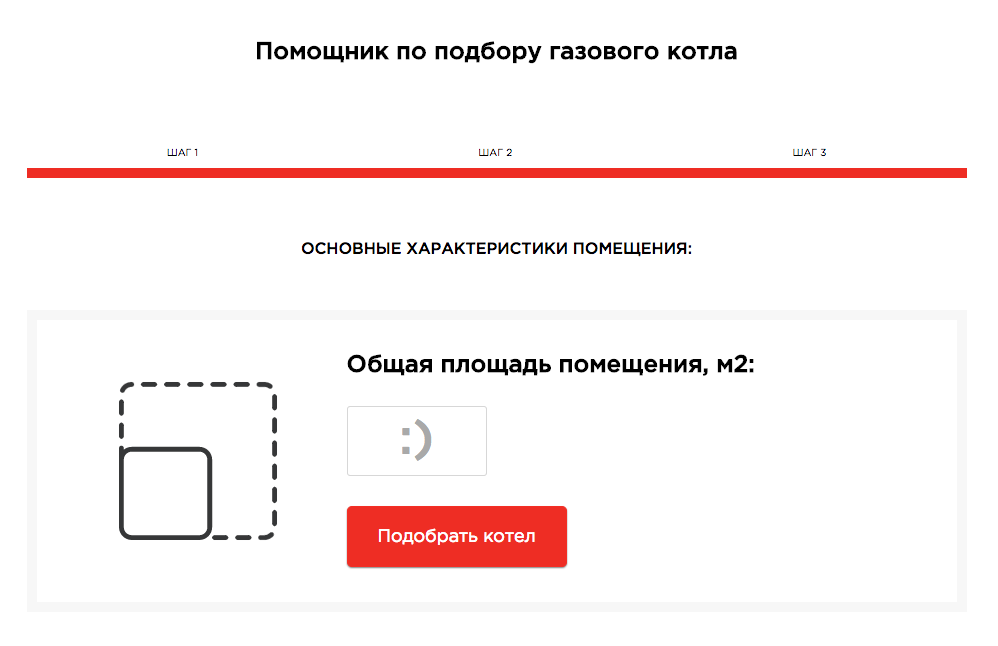 Помощник по подбору газового котла
ШАГ 1
ШАГ 2
ШАГ 3
ОСНОВНЫЕ ХАРАКТЕРИСТИКИ ПОМЕЩЕНИЯ:
Общая площадь помещения, м2:
:)
Подобрать котел